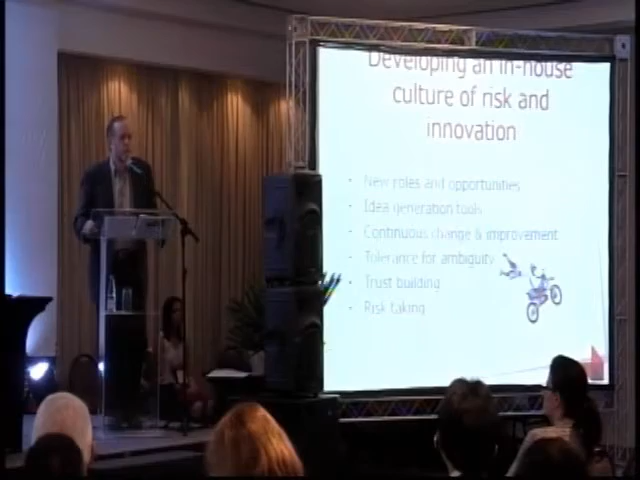 Developing an in-house
culture of risk and
innovation
- New roles and opportunities
- Idea generation tools
- Continuous change & improvement
- Tolerance for ambiguity
- Trust building
- Risk taking